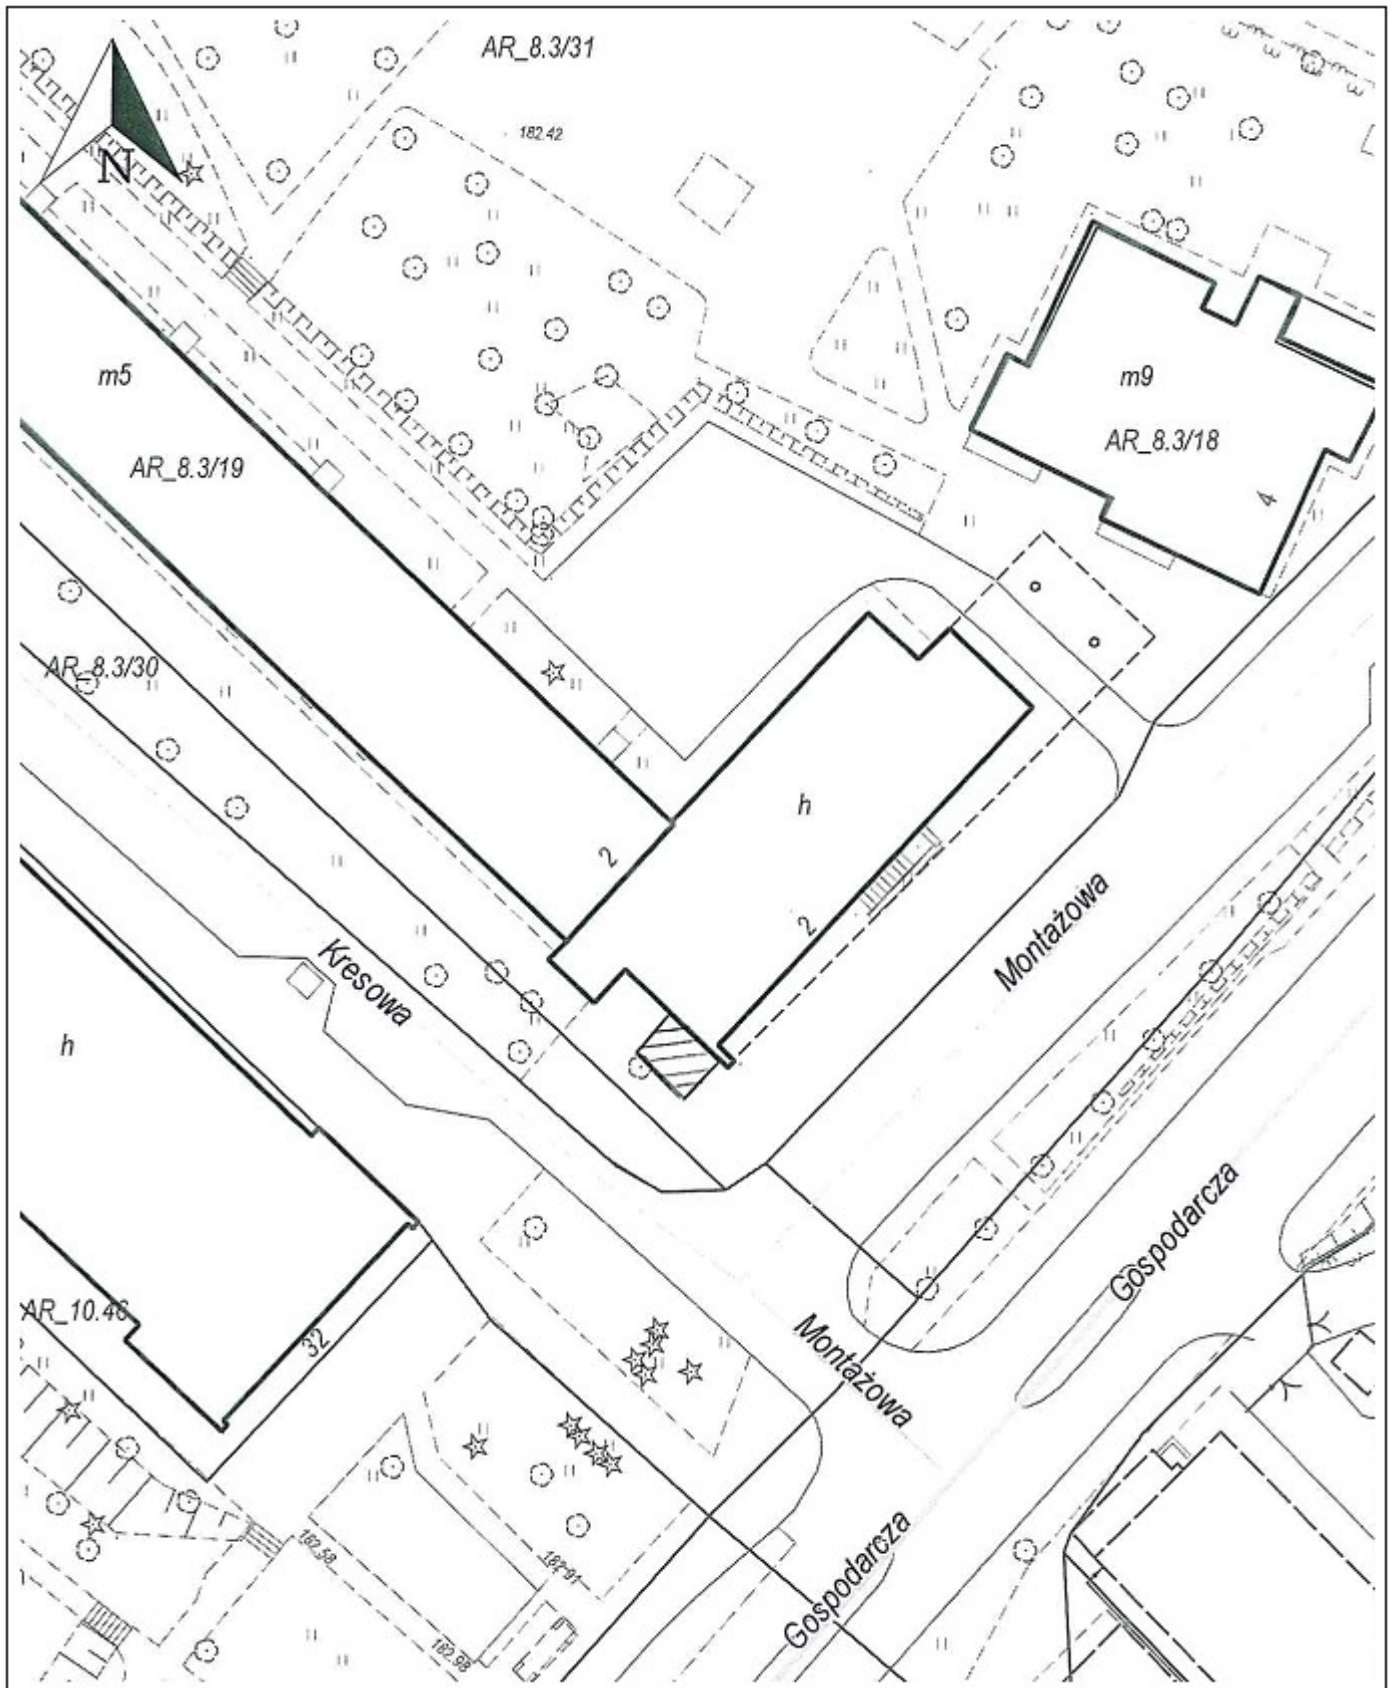 AR_8.3/31
182.42
N
m5
m9
AR_8.3/18
AR_8.3/19
4
AR_8.3/30
h
2
2
Montażowa
Kresowa
h
Gospodarcza
AR_10.46
32
Montażowa
Gospodarcza
182.58
182.91
182.98